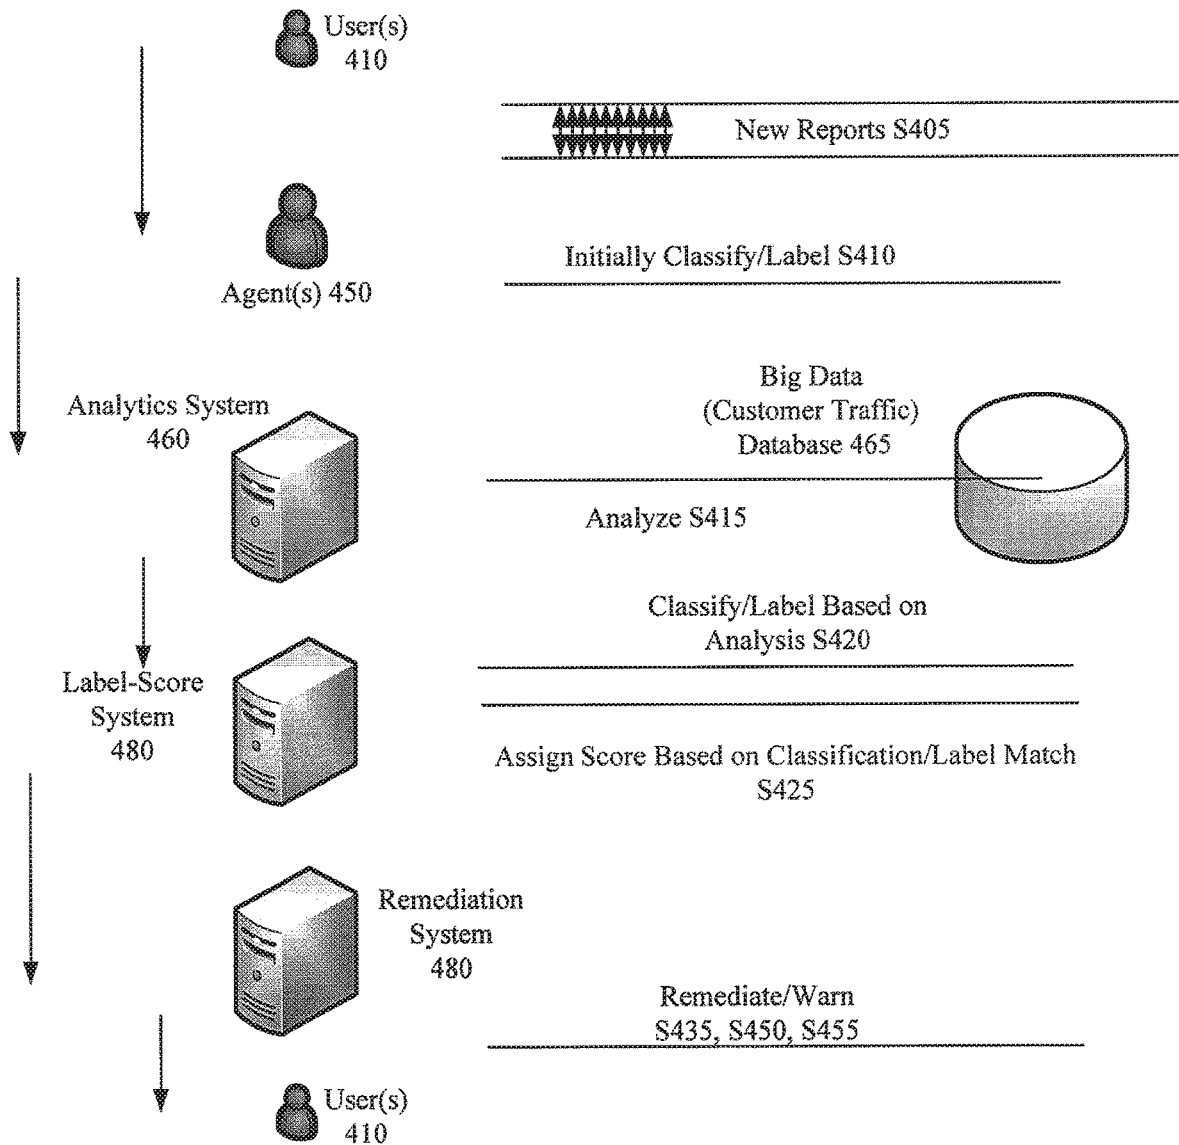 User(s)
410
New Reports S405
Initially Classify/Label S410
Agent(s) 450
Big Data
(Customer Traffic)
Database 465
Analytics System
460
Analyze S415
Classify/Label Based on
Analysis S420
Label-Score
System
480
Assign Score Based on Classification/Label Match
S425
Remediation
System
480
Remediate/Warn
S435, S450, S455
User(s)
410